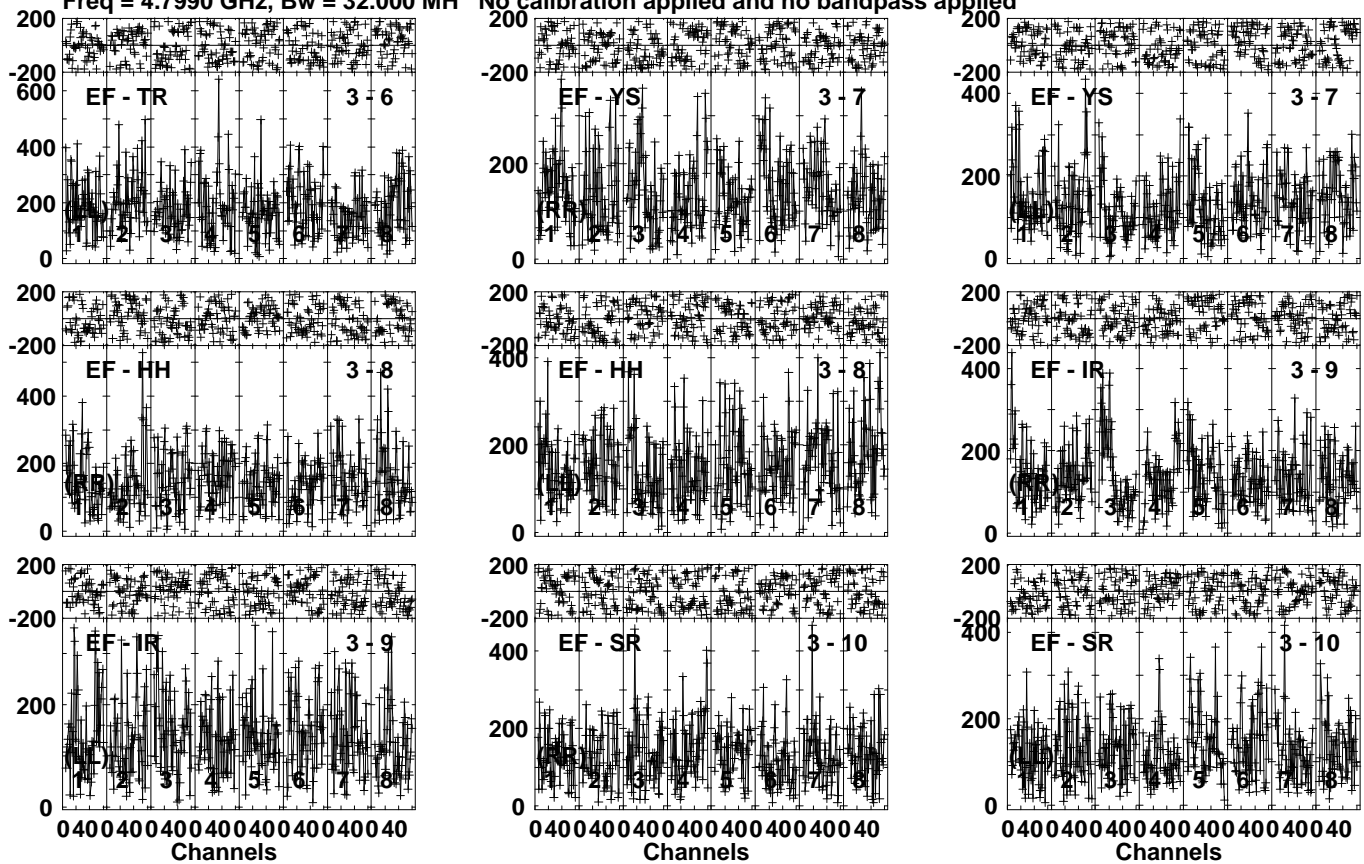 Freq = 4.7990 GHz, Bw = 32.000 MH No calibration applied and no bandpass applied
200 200 200
-200 -200 -200
600 EF - TR 3 - 6 EF - YS 3 - 7 400 EF - YS 3 - 7
400
200 200
200
(LL) (RR) (LL)
1 2 3 4 5 6 7 8 1 2 3 4 5 6 7 8 1 2 3 4 5 6 7 8
0 0 0
200 200 200
-200 -200 -200
EF - HH 3 - 8 400 EF - HH 3 - 8 EF - IR 3 - 9
400 400
200 200 200
(RR) (LL) (RR)
1 2 3 4 5 6 7 8 1 2 3 4 5 6 7 8 1 2 3 4 5 6 7 8
0 0 0
200 200 200
-200 -200 -200
EF - IR 3 - 9 EF - SR 3 - 10 400 EF - SR 3 - 10
400
200 200 200
(LL) (RR) (LL)
1 2 3 4 5 6 7 8 1 2 3 4 5 6 7 8 1 2 3 4 5 6 7 8
0 0 0
0 40 0 40 0 40 0 40 0 40 0 40 0 40 40 0 40 0 40 0 40 0 40 0 40 0 40 0 40 40 0 40 0 40 0 40 0 40 0 40 0 40 0 40 40
Channels Channels Channels